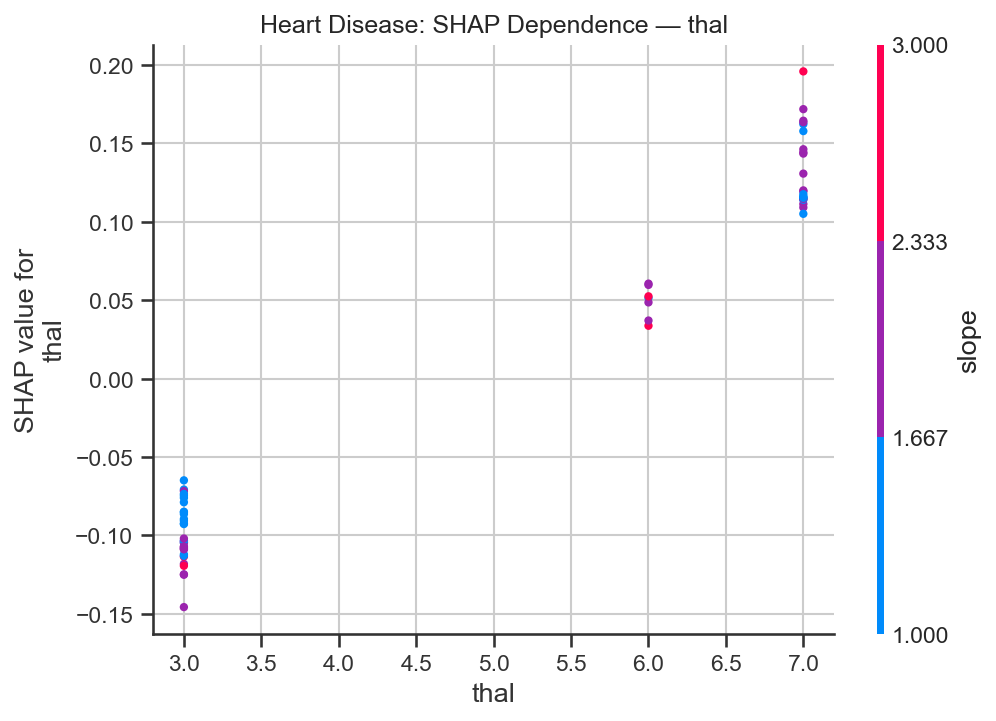 Heart Disease: SHAP Dependence — thal
SHAP value for
thal
0.20
0.15
0.10
0.05
0.00
−0.05
−0.10
−0.15
3.0 3.5 4.0 4.5 5.0 5.5 6.0 6.5 7.0
thal
3.000
2.333
1.667
1.000
slope